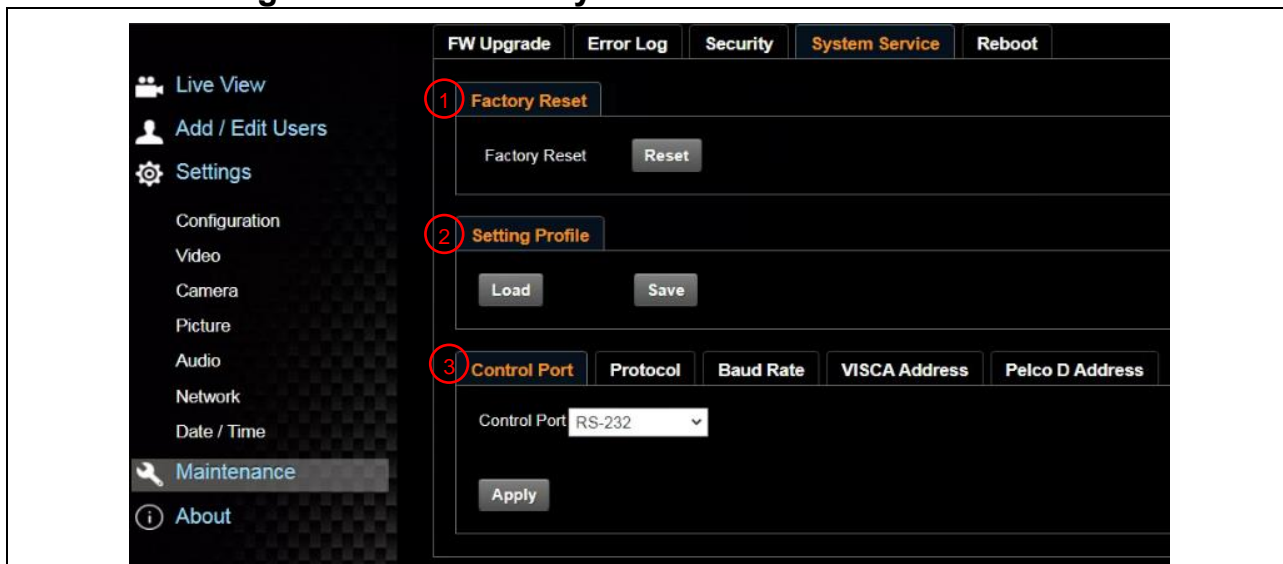 FW Upgrade Error Log Security System Service Reboot
Live View
Add / Edit Users
Settings
Configuration
Video
Camera
Picture
Audio
Network
Date / Time
Maintenance
About
1 Factory Reset
Factory Reset Reset
2 Setting Profile
Load Save
3 Control Port Protocol Baud Rate VISCA Address Pelco D Address
Control Port RS-232
Apply